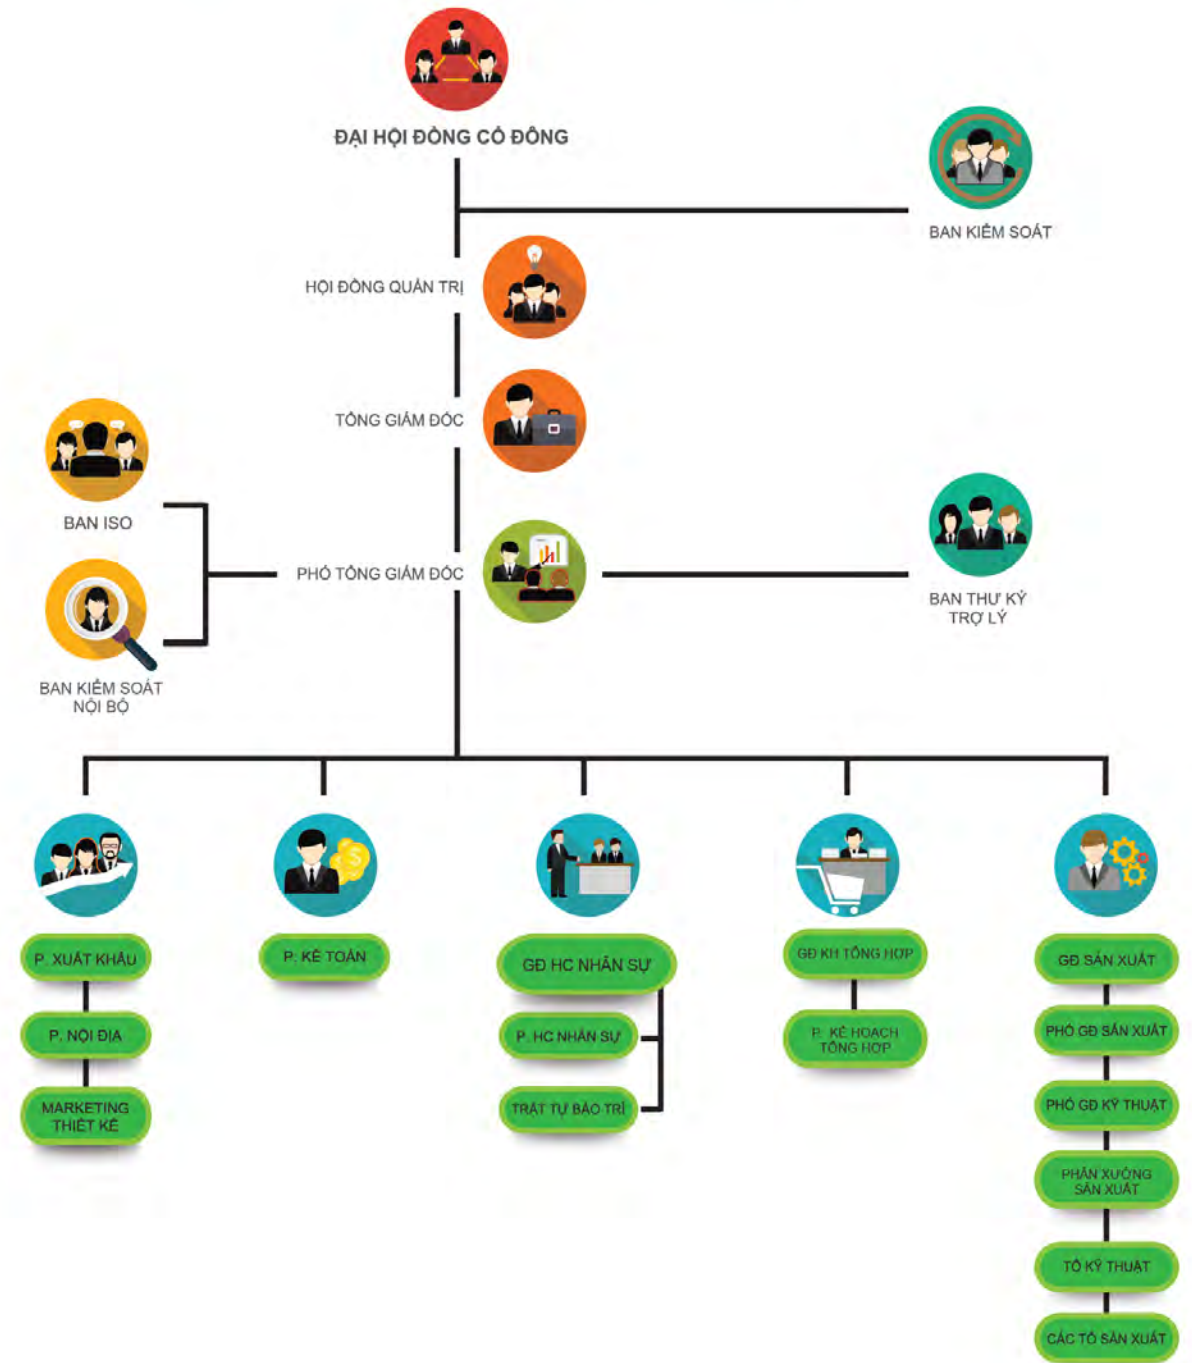 ĐẠI HỘI ĐỒNG CỔ ĐÔNG
BAN KIỂM SOÁT
HỘI ĐỒNG QUẢN TRỊ
TỔNG GIÁM ĐỐC
BAN ISO
PHÓ TỔNG GIÁM ĐỐC
BAN THƯ KÝ
TRỢ LÝ
BAN KIỂM SOÁT
NỘI BỘ
P. XUẤT KHẨU
P. NỘI ĐỊA
MARKETING
THIẾT KẾ
P. KẾ TOÁN
GĐ HC NHÂN SỰ
P. HC NHÂN SỰ
TRẬT TỰ BẢO TRÌ
GĐ KH TỔNG HỢP
P. KẾ HOẠCH
TỔNG HỢP
GĐ SẢN XUẤT
PHÓ GĐ SẢN XUẤT
PHÓ GĐ KỸ THUẬT
PHÂN XƯỞNG
SẢN XUẤT
TỔ KỸ THUẬT
CÁC TỔ SẢN XUẤT